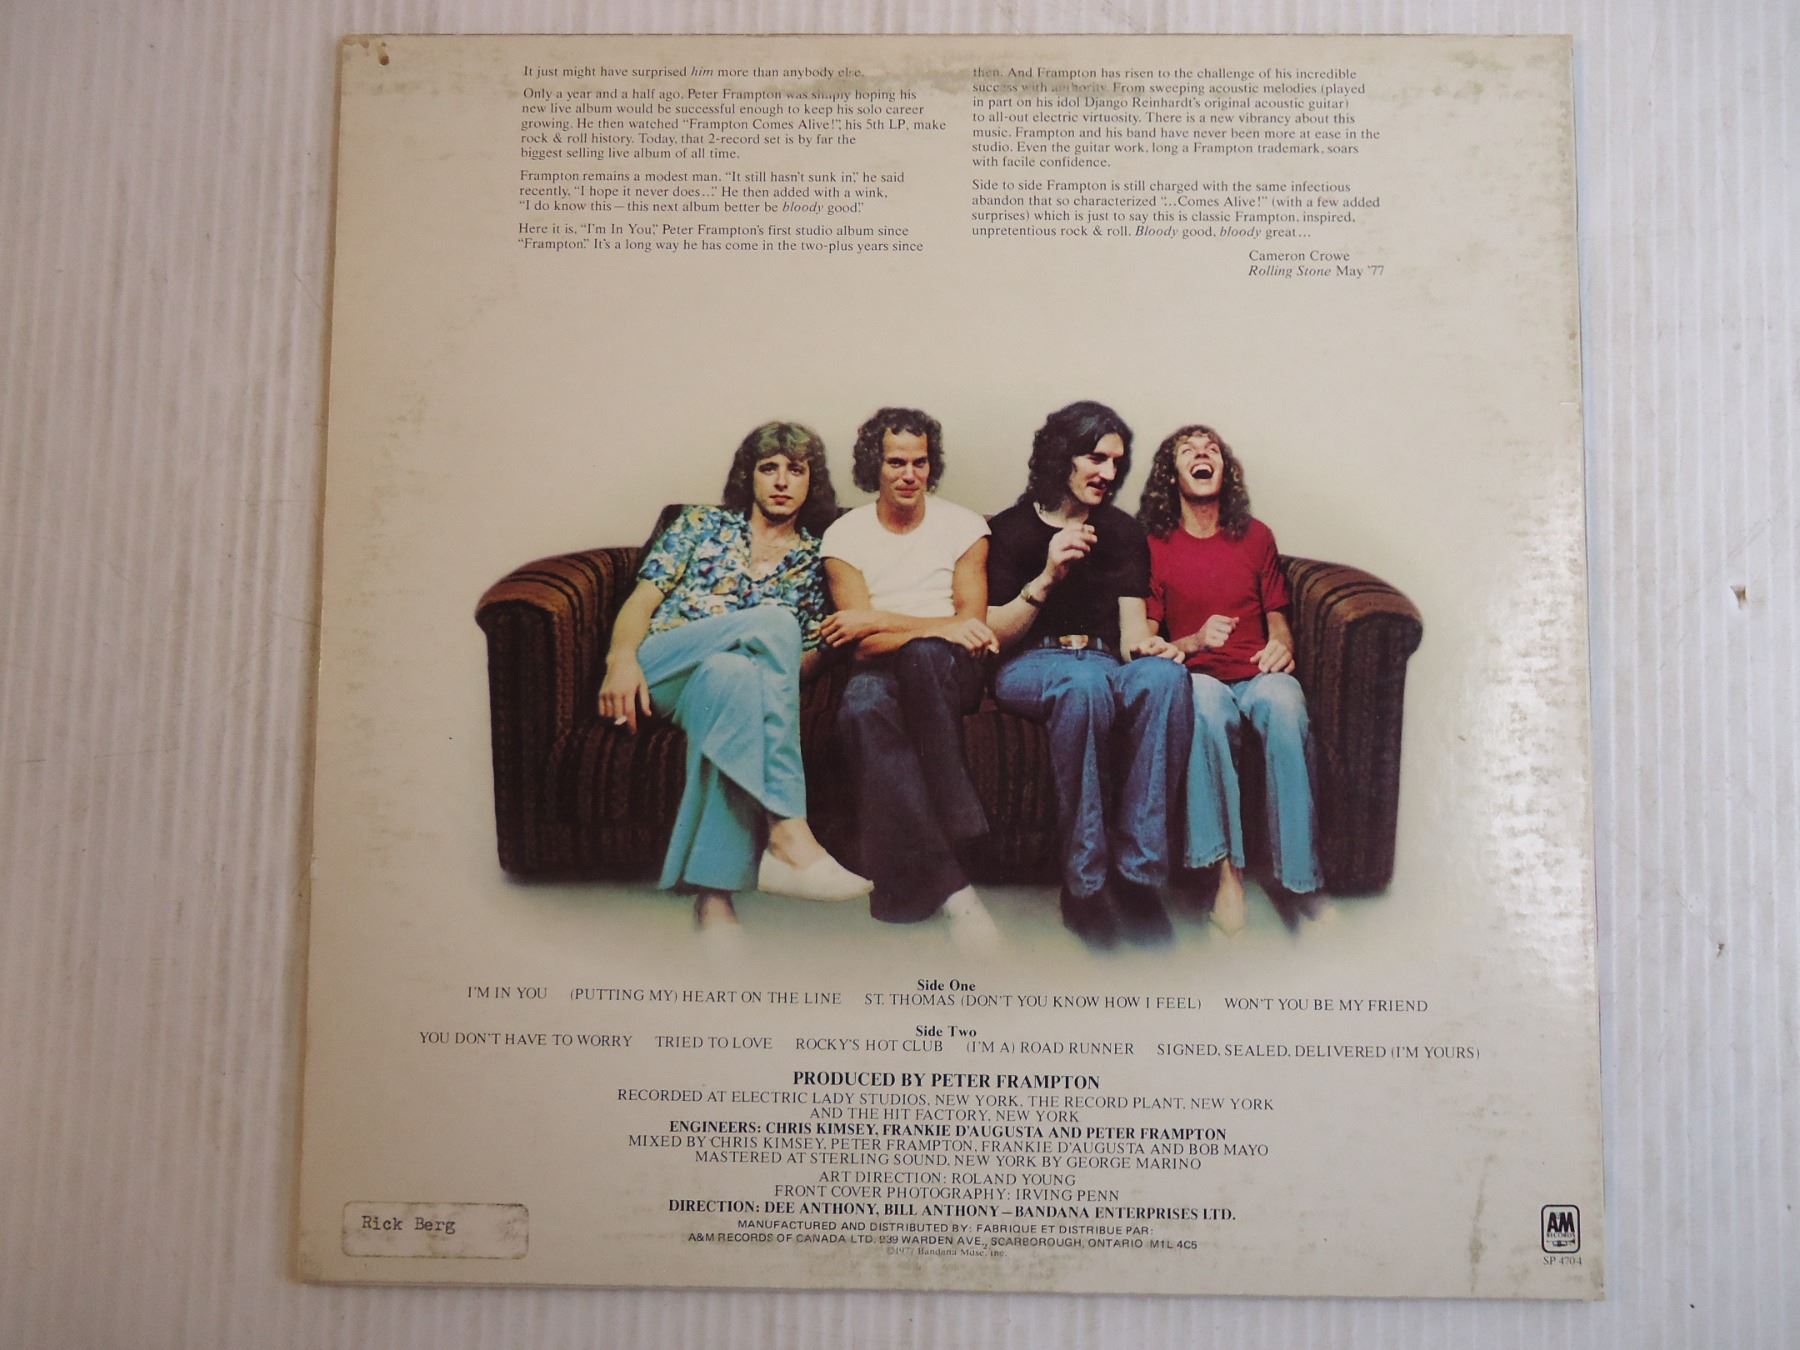 It just might have surprised him more than anybody else.
Only a year and a half ago, Peter Frampton was simply hoping his
new live album would be successful enough to keep his solo career
growing. He then watched “Frampton Comes Alive!”, his 5th LP, make
rock & roll history. Today, that 2-record set is by far the
biggest selling live album of all time.
Frampton remains a modest man. “It still hasn't sunk in,” he said
recently, “I hope it never does...” He then added with a wink,
“I do know this—this next album better be bloody good.”
Here it is, “I'm In You,” Peter Frampton's first studio album since
“Frampton.” It's a long way he has come in the two-plus years since
then. And Frampton has risen to the challenge of his incredible
success with authority. From sweeping acoustic melodies (played
in part on his idol Django Reinhardt's original acoustic guitar)
to all-out electric virtuosity. There is a new vibrancy about this
music. Frampton and his band have never been more at ease in the
studio. Even the guitar work, long a Frampton trademark, soars
with facile confidence.
Side to side Frampton is still charged with the same infectious
abandon that so characterized “...Comes Alive!” (with a few added
surprises) which is just to say this is classic Frampton, inspired,
unpretentious rock & roll. Bloody good, bloody great...
Cameron Crowe
Rolling Stone May '77
Side One
I'M IN YOU (PUTTING MY) HEART ON THE LINE ST. THOMAS (DON'T YOU KNOW HOW I FEEL) WON'T YOU BE MY FRIEND
Side Two
YOU DON'T HAVE TO WORRY TRIED TO LOVE ROCKY'S HOT CLUB (I'M A) ROAD RUNNER SIGNED, SEALED, DELIVERED (I'M YOURS)
PRODUCED BY PETER FRAMPTON
RECORDED AT ELECTRIC LADY STUDIOS, NEW YORK, THE RECORD PLANT, NEW YORK
AND THE HIT FACTORY, NEW YORK
ENGINEERS: CHRIS KIMSEY, FRANKIE D'AUGUSTA AND PETER FRAMPTON
MIXED BY CHRIS KIMSEY, PETER FRAMPTON, FRANKIE D'AUGUSTA AND BOB MAYO
MASTERED AT STERLING SOUND, NEW YORK BY GEORGE MARINO
ART DIRECTION: ROLAND YOUNG
FRONT COVER PHOTOGRAPHY: IRVING PENN
DIRECTION: DEE ANTHONY, BILL ANTHONY—BANDANA ENTERPRISES LTD.
MANUFACTURED AND DISTRIBUTED BY: FABRIQUE ET DISTRIBUE PAR:
A&M RECORDS OF CANADA LTD. 939 WARDEN AVE., SCARBOROUGH, ONTARIO M1L 4C5
©1977 Bandana Music, Inc.
Rick Berg
AM
RECORDS
SP 4704